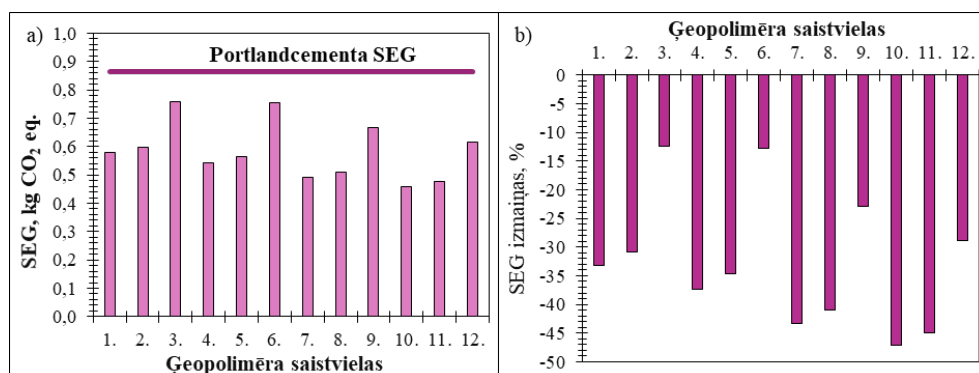 a)
1,0
0,9
0,8
0,7
0,6
0,5
0,4
0,3
0,2
0,1
0,0
SEG, kg CO₂ eq.
Portlandcementa SEG
1. 2. 3. 4. 5. 6. 7. 8. 9. 10. 11. 12.
Ģeopolimēra saistvielas
b)
Ģeopolimēra saistvielas
1. 2. 3. 4. 5. 6. 7. 8. 9. 10. 11. 12.
0
-5
-10
-15
-20
-25
-30
-35
-40
-45
-50
SEG izmaiņas, %